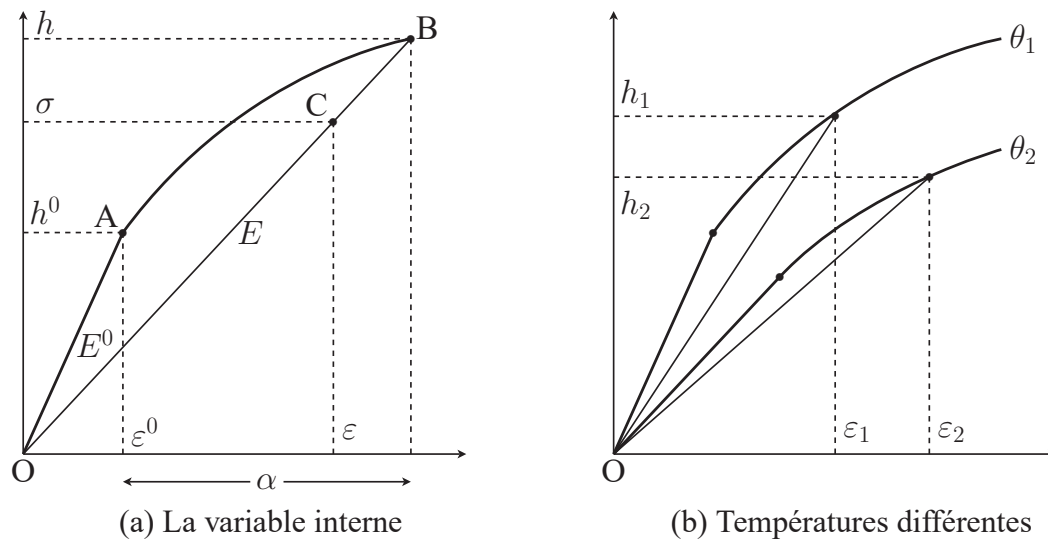 h
B
σ
C
h⁰
A
E
E⁰
ε⁰
ε
O
α
(a) La variable interne
θ₁
h₁
θ₂
h₂
ε₁
ε₂
O
(b) Températures différentes